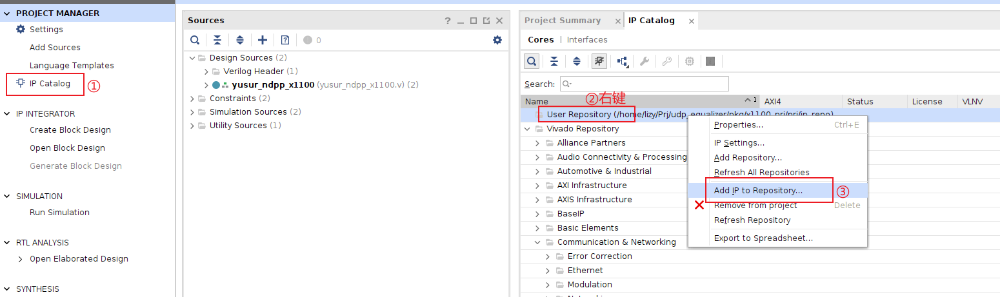 PROJECT MANAGER
Settings
Add Sources
Language Templates
IP Catalog ①
IP INTEGRATOR
Create Block Design
Open Block Design
Generate Block Design
SIMULATION
Run Simulation
RTL ANALYSIS
Open Elaborated Design
SYNTHESIS
Sources
? _
0
Design Sources (2)
Verilog Header (1)
yusur_ndpp_x1100 (yusur_ndpp_x1100.v) (2)
Constraints (2)
Simulation Sources (2)
Utility Sources (1)
Project Summary × IP Catalog ×
Cores | Interfaces
Search:
②右键
Name 1 AXI4 Status License VLNV
User Repository (/home/lizy/Prj/udp_equalizer/pkg/x1100_prj/prj/ip_repo)
Vivado Repository
Alliance Partners
Audio Connectivity & Processing
Automotive & Industrial
AXI Infrastructure
AXIS Infrastructure
BaseIP
Basic Elements
Communication & Networking
Error Correction
Ethernet
Modulation
Properties... Ctrl+E
IP Settings...
Add Repository...
Refresh All Repositories
Add IP to Repository... ③
Remove from project Delete
Refresh Repository
Export to Spreadsheet...